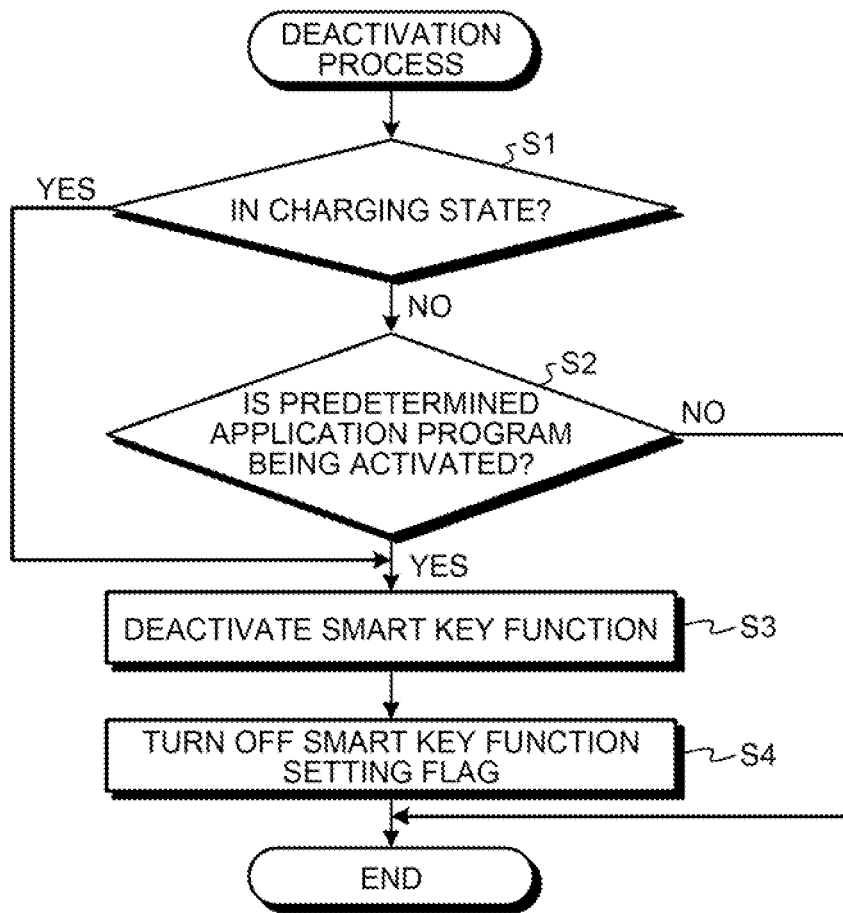 DEACTIVATION
PROCESS
S1
YES
IN CHARGING STATE?
NO
S2
IS PREDETERMINED
APPLICATION PROGRAM
BEING ACTIVATED?
NO
YES
DEACTIVATE SMART KEY FUNCTION
S3
TURN OFF SMART KEY FUNCTION
SETTING FLAG
S4
END